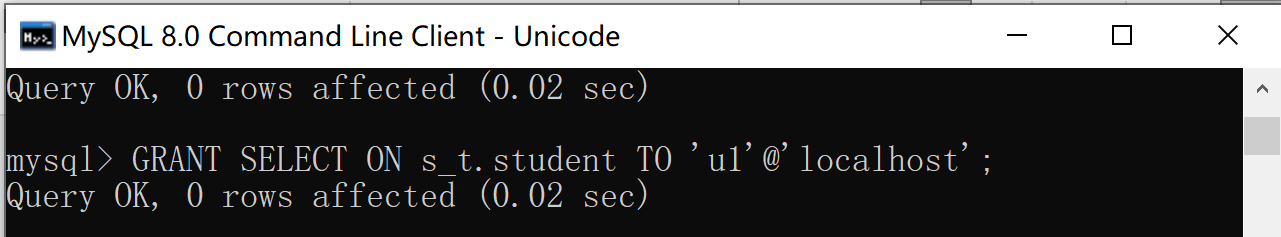 MySQL 8.0 Command Line Client - Unicode
Query OK, 0 rows affected (0.02 sec)
mysql> GRANT SELECT ON s_t.student TO 'u1'@'localhost';
Query OK, 0 rows affected (0.02 sec)